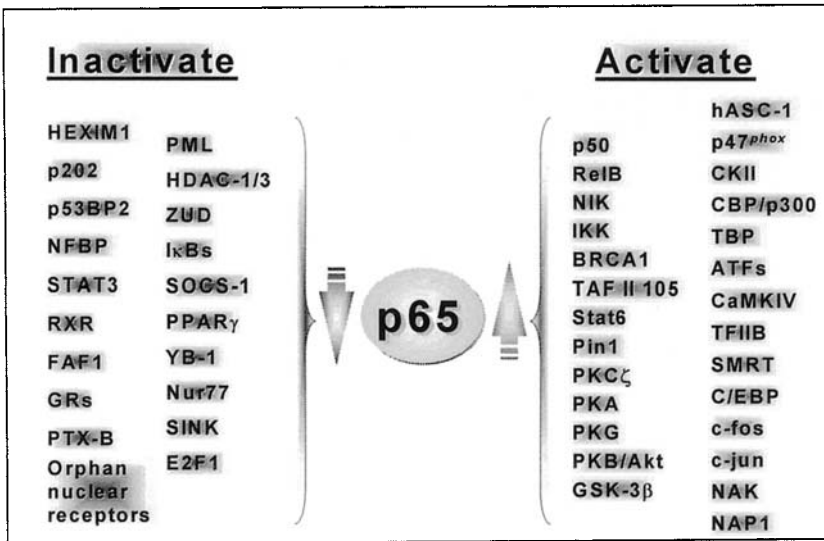 Inactivate
HEXIM1
p202
p53BP2
NFBP
STAT3
RXR
FAF1
GRs
PTX-B
Orphan
nuclear
receptors
PML
HDAC-1/3
ZUD
IκBs
SOCS-1
PPARγ
YB-1
Nur77
SINK
E2F1
p65
Activate
p50
RelB
NIK
IKK
BRCA1
TAF II 105
Stat6
Pin1
PKCζ
PKA
PKG
PKB/Akt
GSK-3β
hASC-1
p47phox
CKII
CBP/p300
TBP
ATFs
CaMKIV
TFIIB
SMRT
C/EBP
c-fos
c-jun
NAK
NAP1